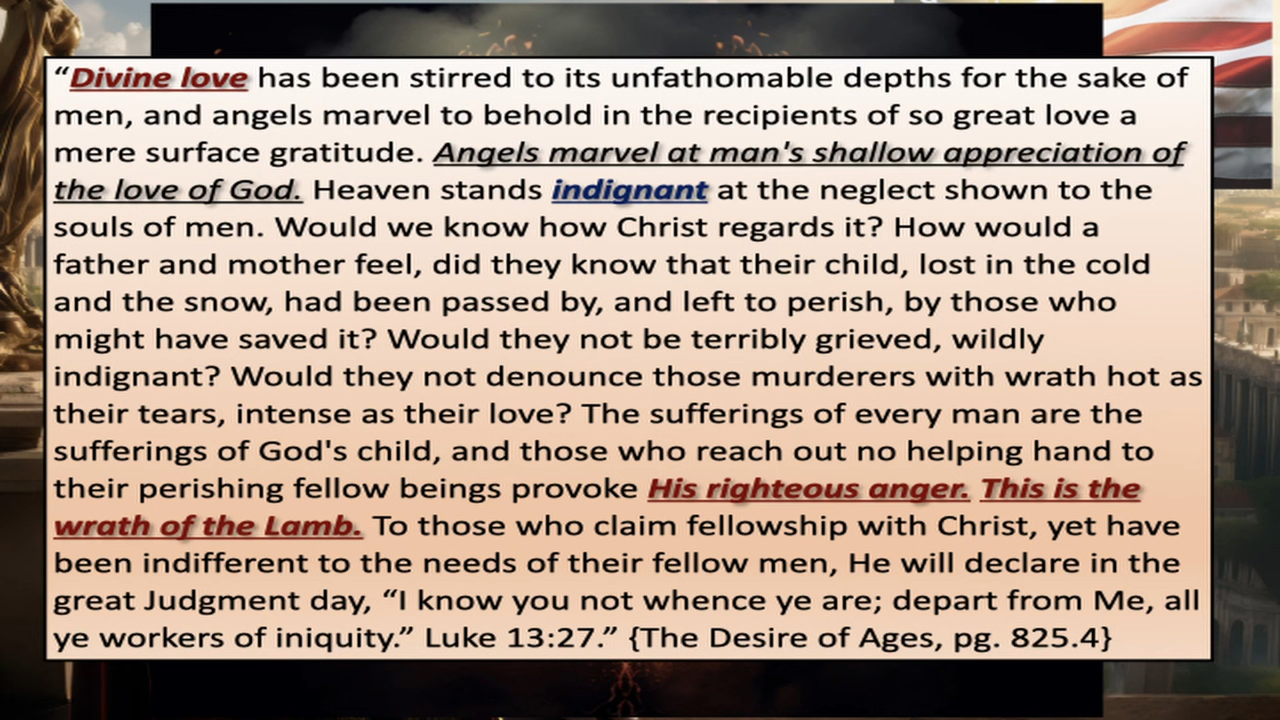 “Divine love has been stirred to its unfathomable depths for the sake of
men, and angels marvel to behold in the recipients of so great love a
mere surface gratitude. Angels marvel at man's shallow appreciation of
the love of God. Heaven stands indignant at the neglect shown to the
souls of men. Would we know how Christ regards it? How would a
father and mother feel, did they know that their child, lost in the cold
and the snow, had been passed by, and left to perish, by those who
might have saved it? Would they not be terribly grieved, wildly
indignant? Would they not denounce those murderers with wrath hot as
their tears, intense as their love? The sufferings of every man are the
sufferings of God's child, and those who reach out no helping hand to
their perishing fellow beings provoke His righteous anger. This is the
wrath of the Lamb. To those who claim fellowship with Christ, yet have
been indifferent to the needs of their fellow men, He will declare in the
great Judgment day, “I know you not whence ye are; depart from Me, all
ye workers of iniquity.” Luke 13:27.” {The Desire of Ages, pg. 825.4}